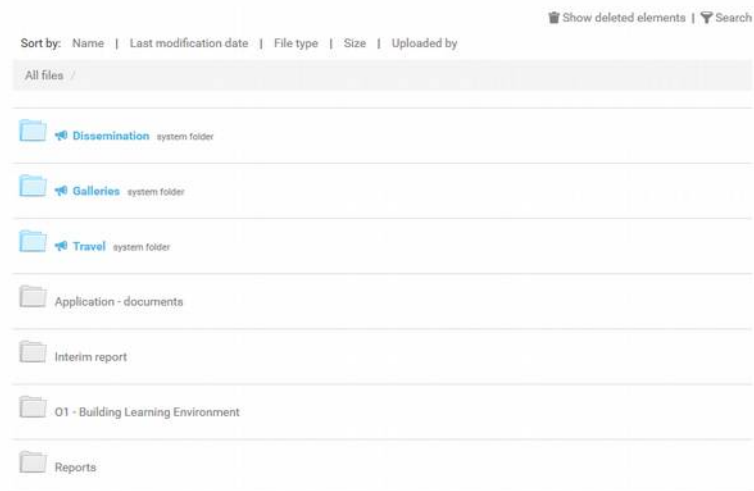 Show deleted elements | Search
Sort by: Name | Last modification date | File type | Size | Uploaded by
All files /
Dissemination system folder
Galleries system folder
Travel system folder
Application - documents
Interim report
O1 - Building Learning Environment
Reports